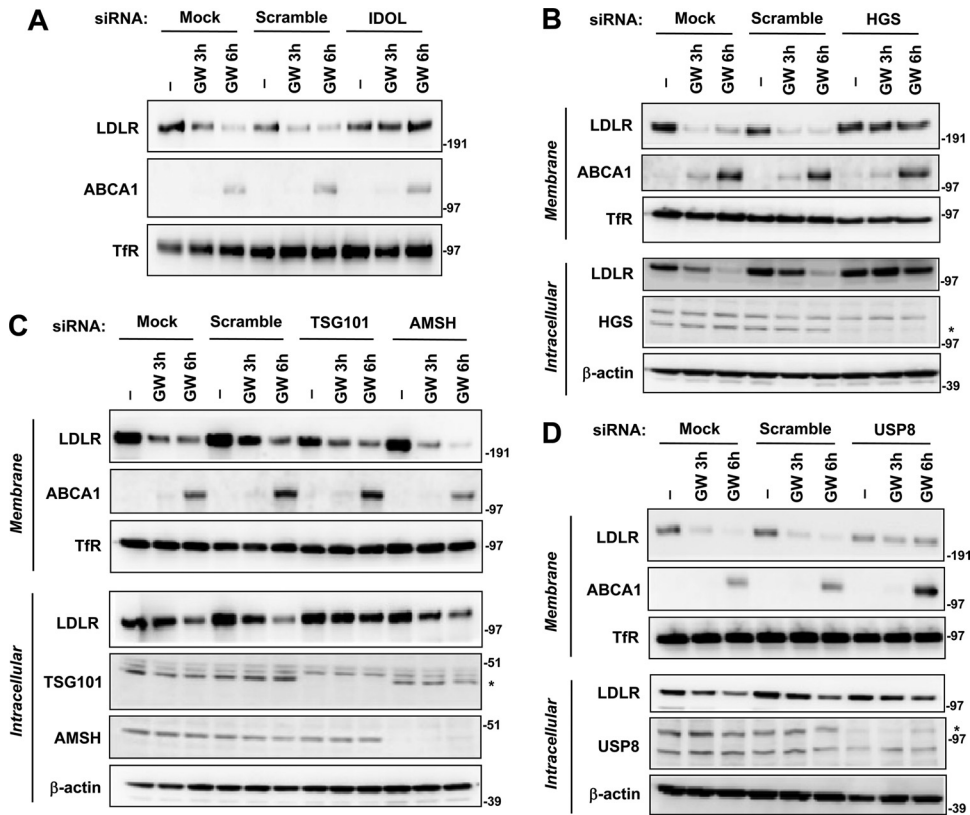 A
siRNA: Mock Scramble IDOL
– GW 3h GW 6h – GW 3h GW 6h – GW 3h GW 6h
LDLR -191
ABCA1 -97
TfR -97
B
siRNA: Mock Scramble HGS
– GW 3h GW 6h – GW 3h GW 6h – GW 3h GW 6h
Membrane
LDLR -191
ABCA1 -97
TfR -97
Intracellular
LDLR -97
HGS * -97
β-actin -39
C
siRNA: Mock Scramble TSG101 AMSH
– GW 3h GW 6h – GW 3h GW 6h – GW 3h GW 6h – GW 3h GW 6h
Membrane
LDLR -191
ABCA1 -97
TfR -97
Intracellular
LDLR -97
TSG101 -51 *
AMSH -51
β-actin -39
D
siRNA: Mock Scramble USP8
– GW 3h GW 6h – GW 3h GW 6h – GW 3h GW 6h
Membrane
LDLR -191
ABCA1 -97
TfR -97
Intracellular
LDLR -97
USP8 * -97
β-actin -39